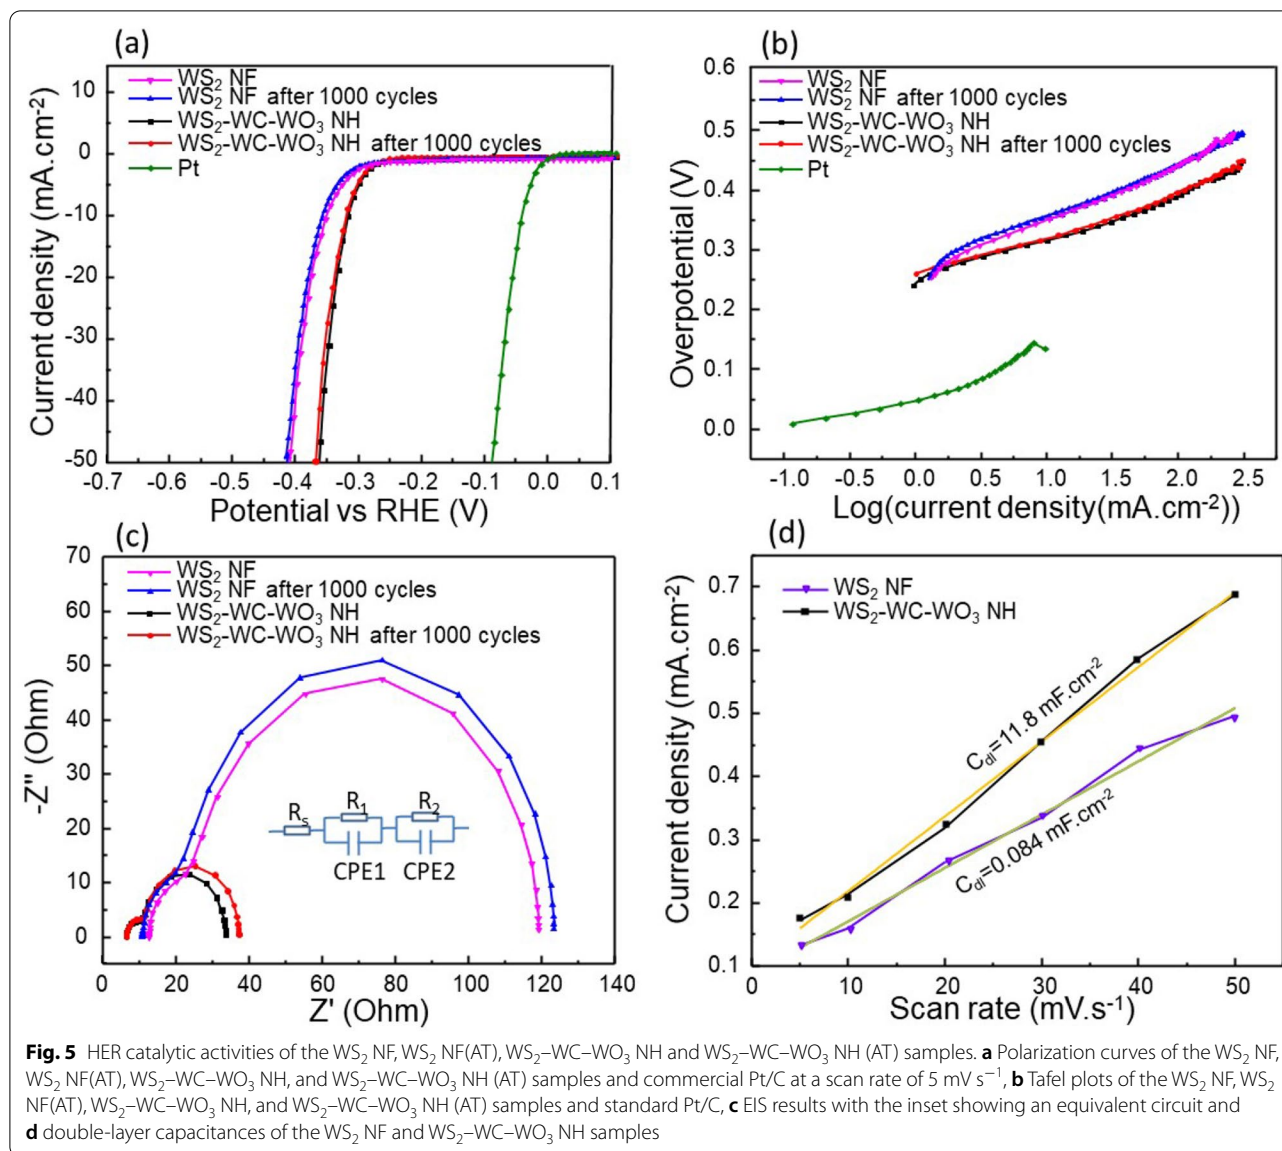 (a)
WS₂ NF
WS₂ NF after 1000 cycles
WS₂-WC-WO₃ NH
WS₂-WC-WO₃ NH after 1000 cycles
Pt
10
0
-10
-20
-30
-40
-50
Current density (mA.cm⁻²)
-0.7 -0.6 -0.5 -0.4 -0.3 -0.2 -0.1 0.0 0.1
Potential vs RHE (V)
(b)
WS₂ NF
WS₂ NF after 1000 cycles
WS₂-WC-WO₃ NH
WS₂-WC-WO₃ NH after 1000 cycles
Pt
0.6
0.5
0.4
0.3
0.2
0.1
0.0
Overpotential (V)
-1.0 -0.5 0.0 0.5 1.0 1.5 2.0 2.5
Log(current density(mA.cm⁻²))
(c)
WS₂ NF
WS₂ NF after 1000 cycles
WS₂-WC-WO₃ NH
WS₂-WC-WO₃ NH after 1000 cycles
70
60
50
40
30
20
10
0
-Z" (Ohm)
Rₛ R₁ R₂
CPE1 CPE2
0 20 40 60 80 100 120 140
Z' (Ohm)
(d)
WS₂ NF
WS₂-WC-WO₃ NH
0.7
0.6
0.5
0.4
0.3
0.2
0.1
Current density (mA.cm⁻²)
C_dl=11.8 mF.cm⁻²
C_dl=0.084 mF.cm⁻²
0 10 20 30 40 50
Scan rate (mV.s⁻¹)
Fig. 5 HER catalytic activities of the WS₂ NF, WS₂ NF(AT), WS₂–WC–WO₃ NH and WS₂–WC–WO₃ NH (AT) samples. a Polarization curves of the WS₂ NF,
WS₂ NF(AT), WS₂–WC–WO₃ NH, and WS₂–WC–WO₃ NH (AT) samples and commercial Pt/C at a scan rate of 5 mV s⁻¹, b Tafel plots of the WS₂ NF, WS₂
NF(AT), WS₂–WC–WO₃ NH, and WS₂–WC–WO₃ NH (AT) samples and standard Pt/C, c EIS results with the inset showing an equivalent circuit and
d double-layer capacitances of the WS₂ NF and WS₂–WC–WO₃ NH samples